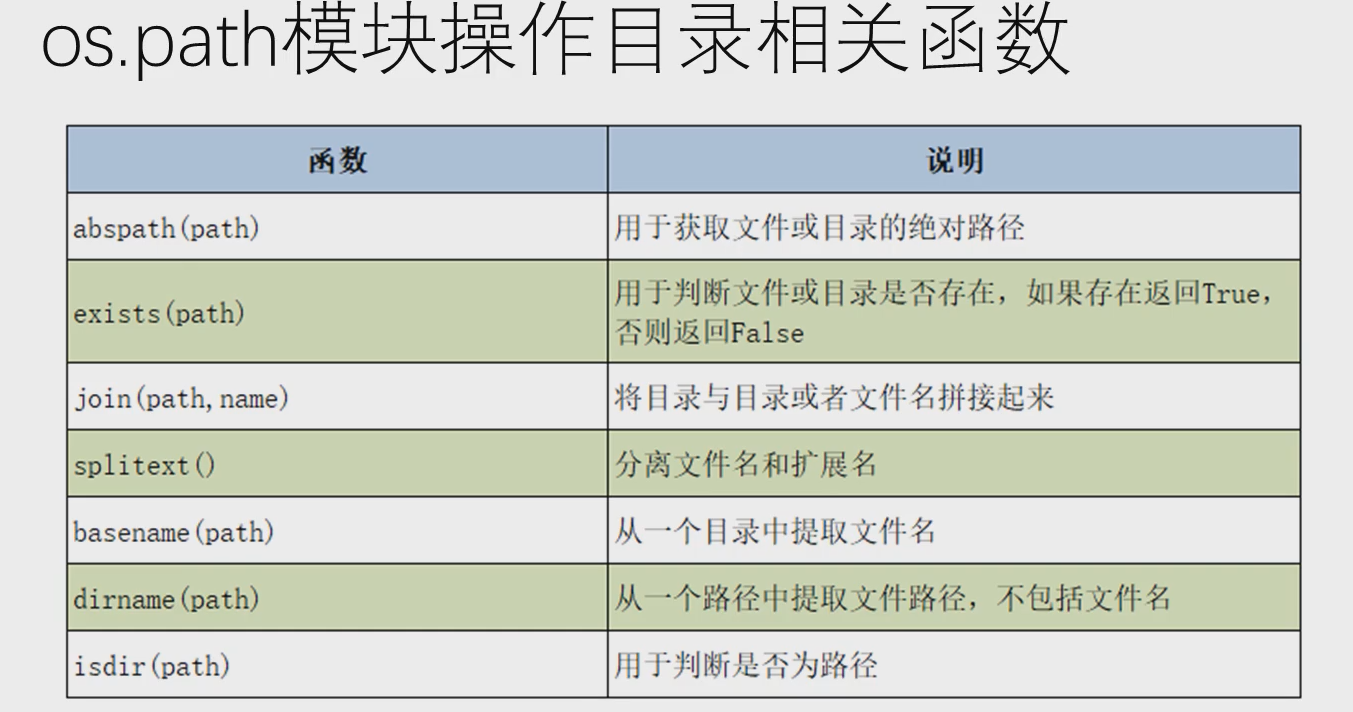 os.path模块操作目录相关函数
函数
说明
abspath(path)
用于获取文件或目录的绝对路径
exists(path)
用于判断文件或目录是否存在，如果存在返回True，
否则返回False
join(path,name)
将目录与目录或者文件名拼接起来
splitext()
分离文件名和扩展名
basename(path)
从一个目录中提取文件名
dirname(path)
从一个路径中提取文件路径，不包括文件名
isdir(path)
用于判断是否为路径